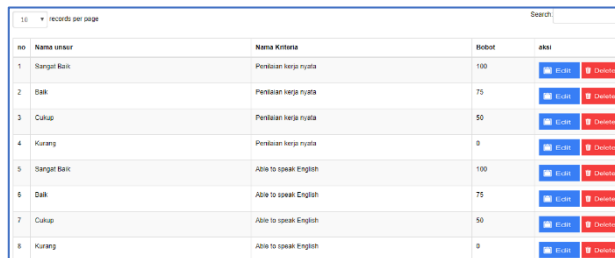 10 records per page Search:
no Nama unsur Nama Kriteria Bobot aksi
1 Sangat Baik Penilaian kerja nyata 100 Edit Delete
2 Baik Penilaian kerja nyata 75 Edit Delete
3 Cukup Penilaian kerja nyata 50 Edit Delete
4 Kurang Penilaian kerja nyata 0 Edit Delete
5 Sangat Baik Able to speak English 100 Edit Delete
6 Baik Able to speak English 75 Edit Delete
7 Cukup Able to speak English 50 Edit Delete
8 Kurang Able to speak English 0 Edit Delete